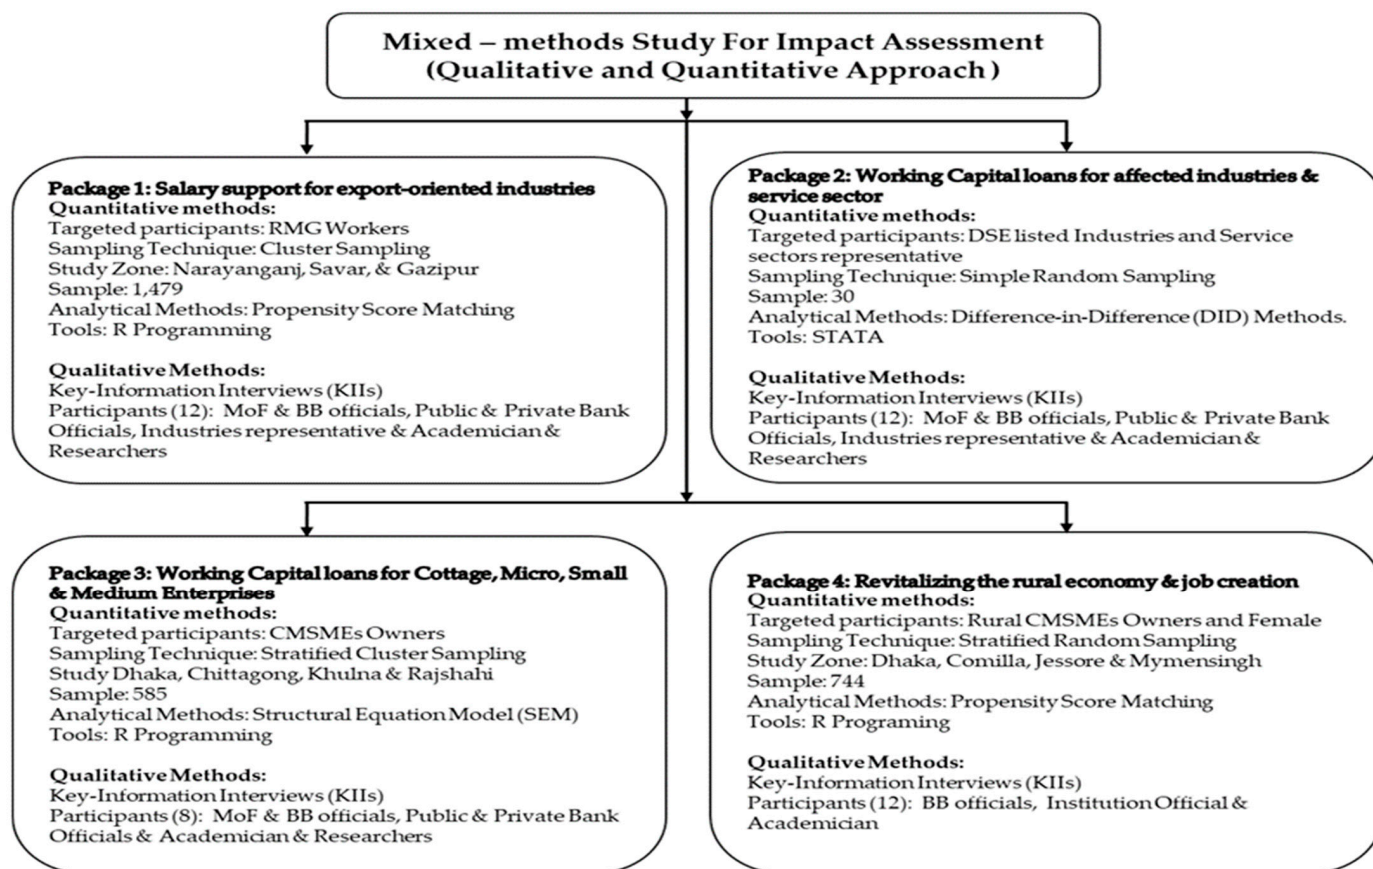 Mixed – methods Study For Impact Assessment
(Qualitative and Quantitative Approach)
Package 1: Salary support for export-oriented industries
Quantitative methods:
Targeted participants: RMG Workers
Sampling Technique: Cluster Sampling
Study Zone: Narayanganj, Savar, & Gazipur
Sample: 1,479
Analytical Methods: Propensity Score Matching
Tools: R Programming
Qualitative Methods:
Key-Information Interviews (KIIs)
Participants (12): MoF & BB officials, Public & Private Bank
Officials, Industries representative & Academician &
Researchers
Package 2: Working Capital loans for affected industries &
service sector
Quantitative methods:
Targeted participants: DSE listed Industries and Service
sectors representative
Sampling Technique: Simple Random Sampling
Sample: 30
Analytical Methods: Difference-in-Difference (DID) Methods.
Tools: STATA
Qualitative Methods:
Key-Information Interviews (KIIs)
Participants (12): MoF & BB officials, Public & Private Bank
Officials, Industries representative & Academician &
Researchers
Package 3: Working Capital loans for Cottage, Micro, Small
& Medium Enterprises
Quantitative methods:
Targeted participants: CMSMEs Owners
Sampling Technique: Stratified Cluster Sampling
Study Dhaka, Chittagong, Khulna & Rajshahi
Sample: 585
Analytical Methods: Structural Equation Model (SEM)
Tools: R Programming
Qualitative Methods:
Key-Information Interviews (KIIs)
Participants (8): MoF & BB officials, Public & Private Bank
Officials & Academician & Researchers
Package 4: Revitalizing the rural economy & job creation
Quantitative methods:
Targeted participants: Rural CMSMEs Owners and Female
Sampling Technique: Stratified Random Sampling
Study Zone: Dhaka, Comilla, Jessore & Mymensingh
Sample: 744
Analytical Methods: Propensity Score Matching
Tools: R Programing
Qualitative Methods:
Key-Information Interviews (KIIs)
Participants (12): BB officials, Institution Official &
Academician